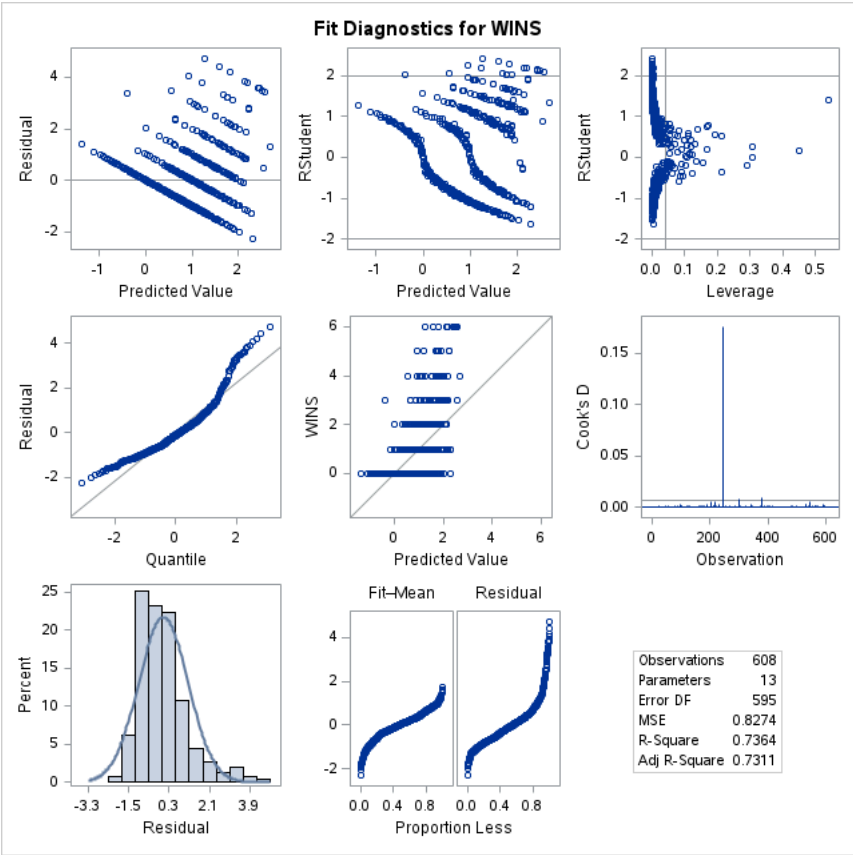 Fit Diagnostics for WINS
Residual
4
2
0
-2
-1 0 1 2
Predicted Value
RStudent
2
1
0
-1
-2
-1 0 1 2
Predicted Value
RStudent
2
1
0
-1
-2
0.0 0.1 0.2 0.3 0.4 0.5
Leverage
Residual
4
2
0
-2
-2 0 2
Quantile
WINS
6
5
4
3
2
1
0
0 2 4 6
Predicted Value
Cook's D
0.15
0.10
0.05
0.00
0 200 400 600
Observation
Percent
25
20
15
10
5
0
-3.3 -1.5 0.3 2.1 3.9
Residual
Fit–Mean Residual
4
2
0
-2
0.0 0.4 0.8 0.0 0.4 0.8
Proportion Less
Observations 608
Parameters 13
Error DF 595
MSE 0.8274
R-Square 0.7364
Adj R-Square 0.7311